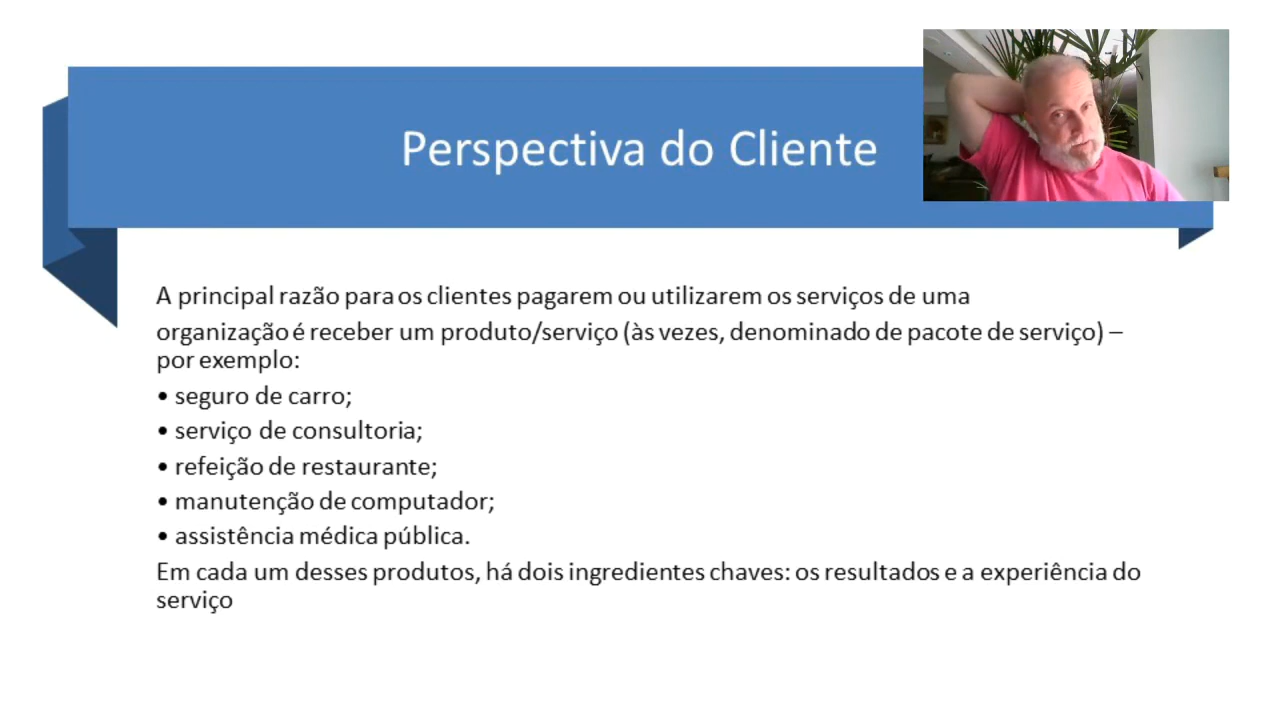 Perspectiva do Cliente
A principal razão para os clientes pagarem ou utilizarem os serviços de uma
organização é receber um produto/serviço (às vezes, denominado de pacote de serviço) –
por exemplo:
• seguro de carro;
• serviço de consultoria;
• refeição de restaurante;
• manutenção de computador;
• assistência médica pública.
Em cada um desses produtos, há dois ingredientes chaves: os resultados e a experiência do
serviço